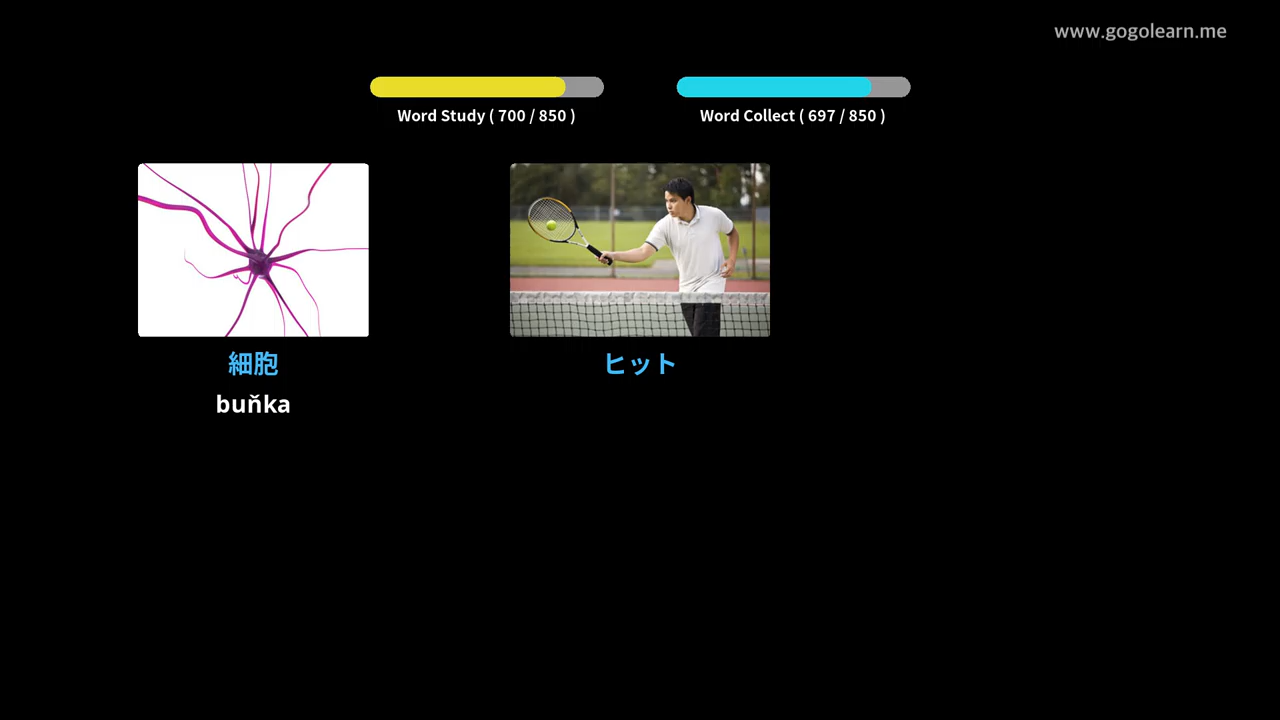 www.gogolearn.me
Word Study ( 700 / 850 )
Word Collect ( 697 / 850 )
細胞
ヒット
buňka